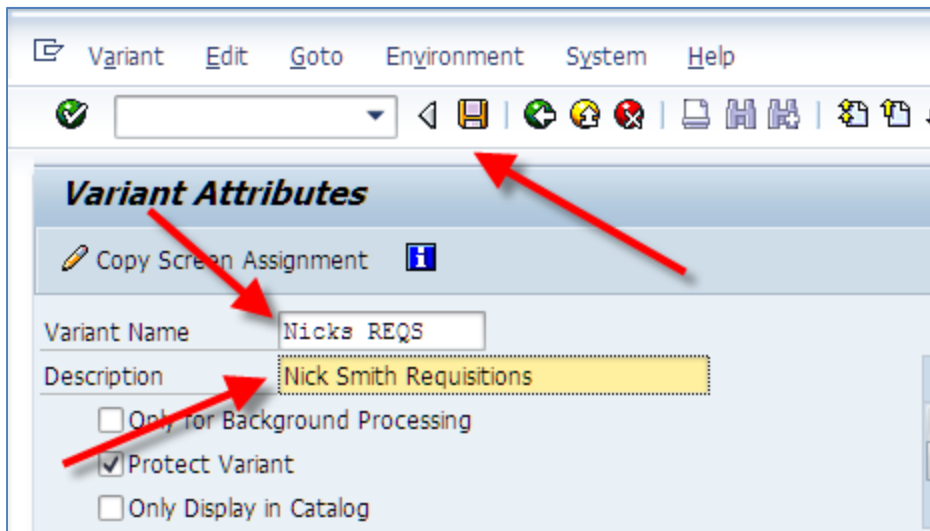 Variant Edit Goto Environment System Help
Variant Attributes
Copy Screen Assignment
Variant Name Nicks REQS
Description Nick Smith Requisitions
Only for Background Processing
Protect Variant
Only Display in Catalog